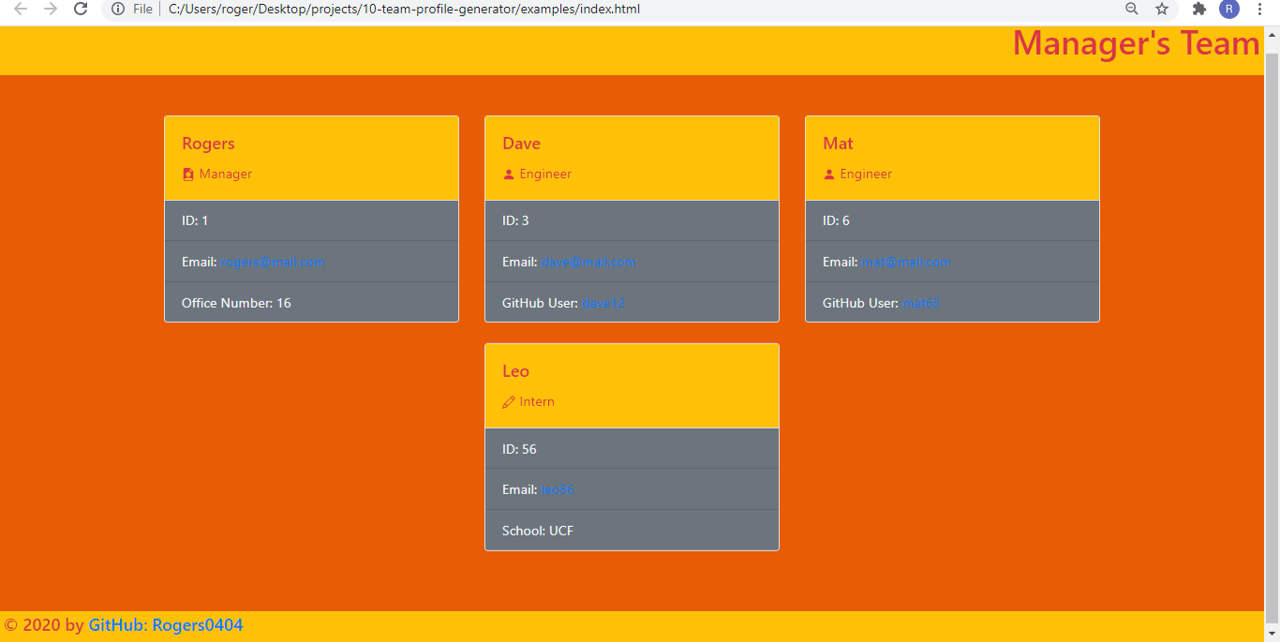 File
C:/Users/roger/Desktop/projects/10-team-profile-generator/examples/index.html
R
Manager's Team
Rogers
Manager
ID: 1
Email: rogers@mail.com
Office Number: 16
Dave
Engineer
ID: 3
Email: dave@mail.com
GitHub User: dave12
Mat
Engineer
ID: 6
Email: mat@mail.com
GitHub User: mat65
Leo
Intern
ID: 56
Email: leo56
School: UCF
© 2020 by GitHub: Rogers0404